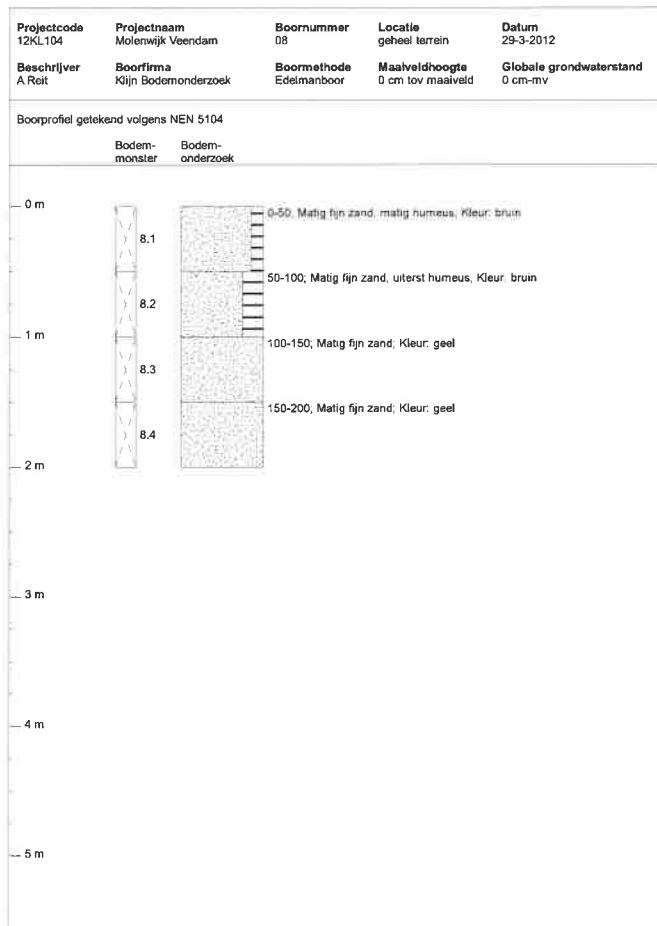 Projectcode Projectnaam Boornummer Locatie Datum
12KL104 Molenwijk Veendam 08 geheel terrein 29-3-2012
Beschrijver Boorfirma Boormethode Maaiveldhoogte Globale grondwaterstand
A Reit Klijn Bodemonderzoek Edelmanboor 0 cm tov maaiveld 0 cm-mv
Boorprofiel getekend volgens NEN 5104
Bodem- Bodem-
monster onderzoek
0 m
0-50, Matig fijn zand, matig humeus, Kleur: bruin
8.1
50-100; Matig fijn zand, uiterst humeus, Kleur: bruin
8.2
1 m
100-150; Matig fijn zand; Kleur: geel
8.3
150-200; Matig fijn zand; Kleur: geel
8.4
2 m
3 m
4 m
5 m